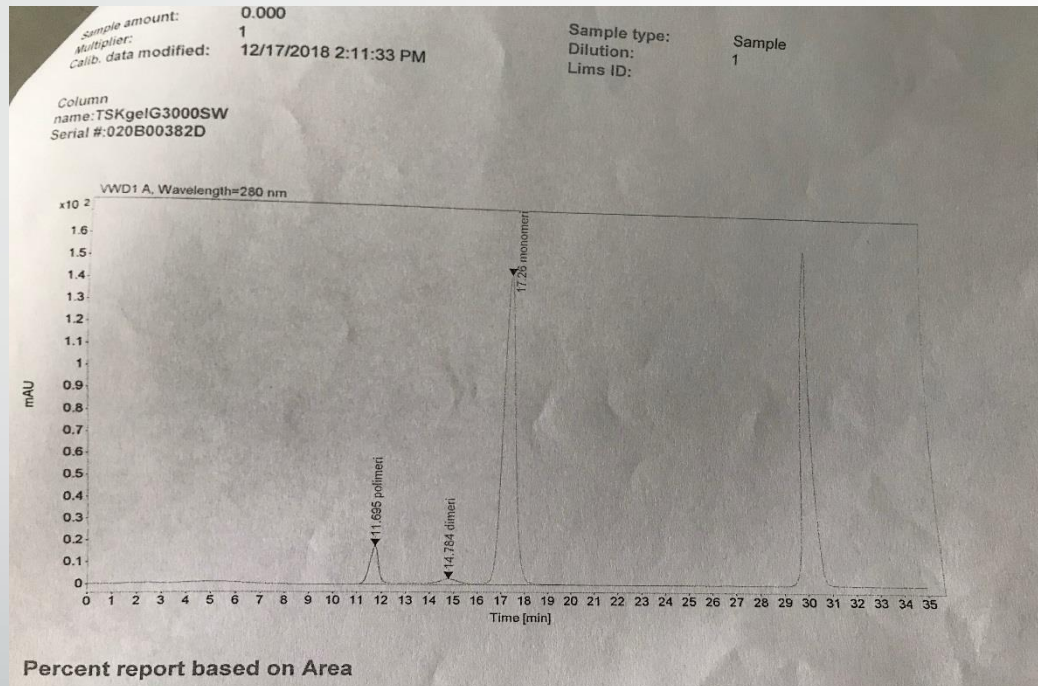 Sample amount: 0.000
Multiplier: 1
Calib. data modified: 12/17/2018 2:11:33 PM
Sample type: Sample
Dilution: 1
Lims ID:
Column
name:TSKgelG3000SW
Serial #:020B00382D
VWD1 A, Wavelength=280 nm
x10 2
1.6
1.5
1.4
1.3
1.2
1.1
1
0.9
0.8
0.7
0.6
0.5
0.4
0.3
0.2
0.1
0
mAU
11.695 polimeri
14.784 dimeri
17.26 monomeri
0 1 2 3 4 5 6 7 8 9 10 11 12 13 14 15 16 17 18 19 20 21 22 23 24 25 26 27 28 29 30 31 32 33 34 35
Time [min]
Percent report based on Area